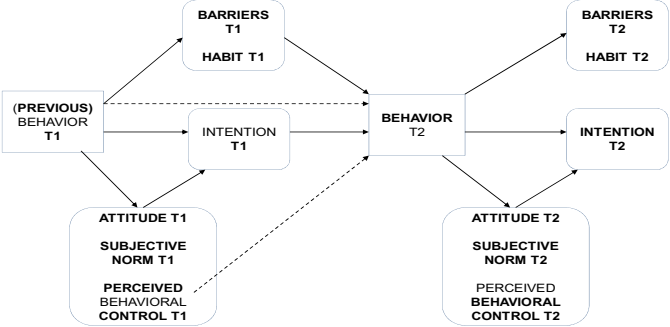 BARRIERS
T1
HABIT T1
BARRIERS
T2
HABIT T2
(PREVIOUS)
BEHAVIOR
T1
INTENTION
T1
BEHAVIOR
T2
INTENTION
T2
ATTITUDE T1
SUBJECTIVE
NORM T1
PERCEIVED
BEHAVIORAL
CONTROL T1
ATTITUDE T2
SUBJECTIVE
NORM T2
PERCEIVED
BEHAVIORAL
CONTROL T2